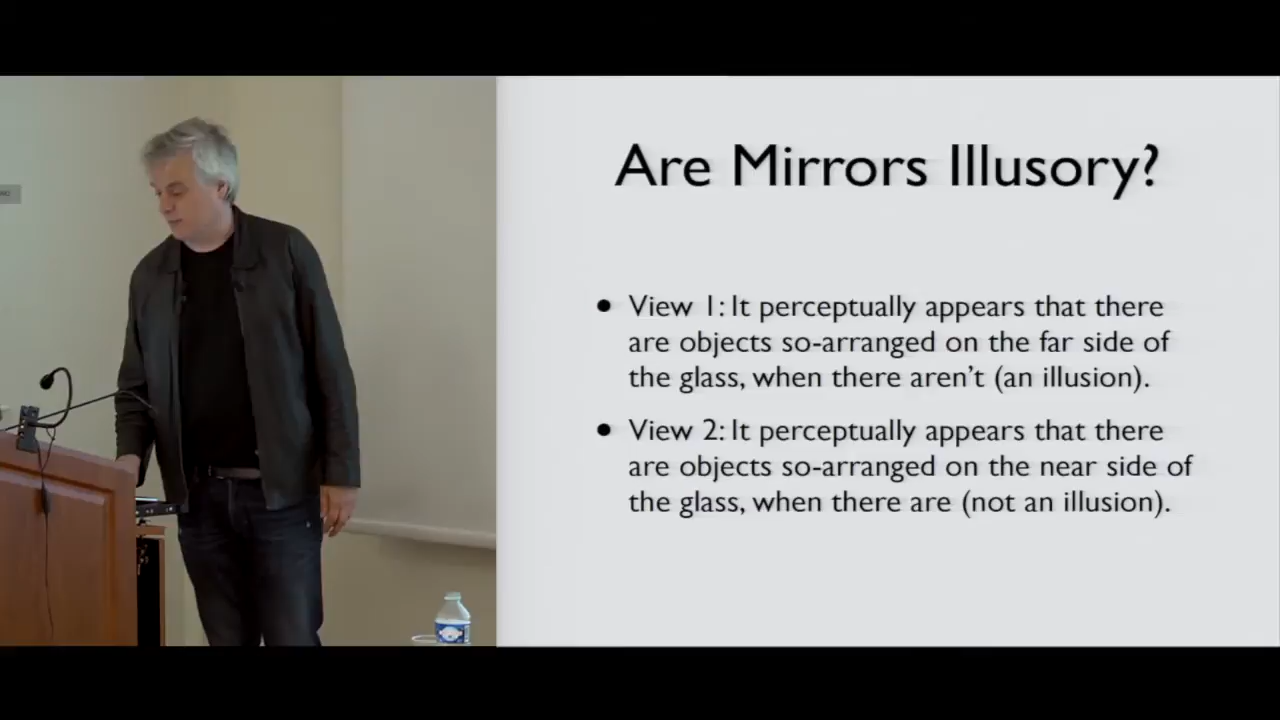 Are Mirrors Illusory?
• View 1: It perceptually appears that there
are objects so-arranged on the far side of
the glass, when there aren't (an illusion).
• View 2: It perceptually appears that there
are objects so-arranged on the near side of
the glass, when there are (not an illusion).